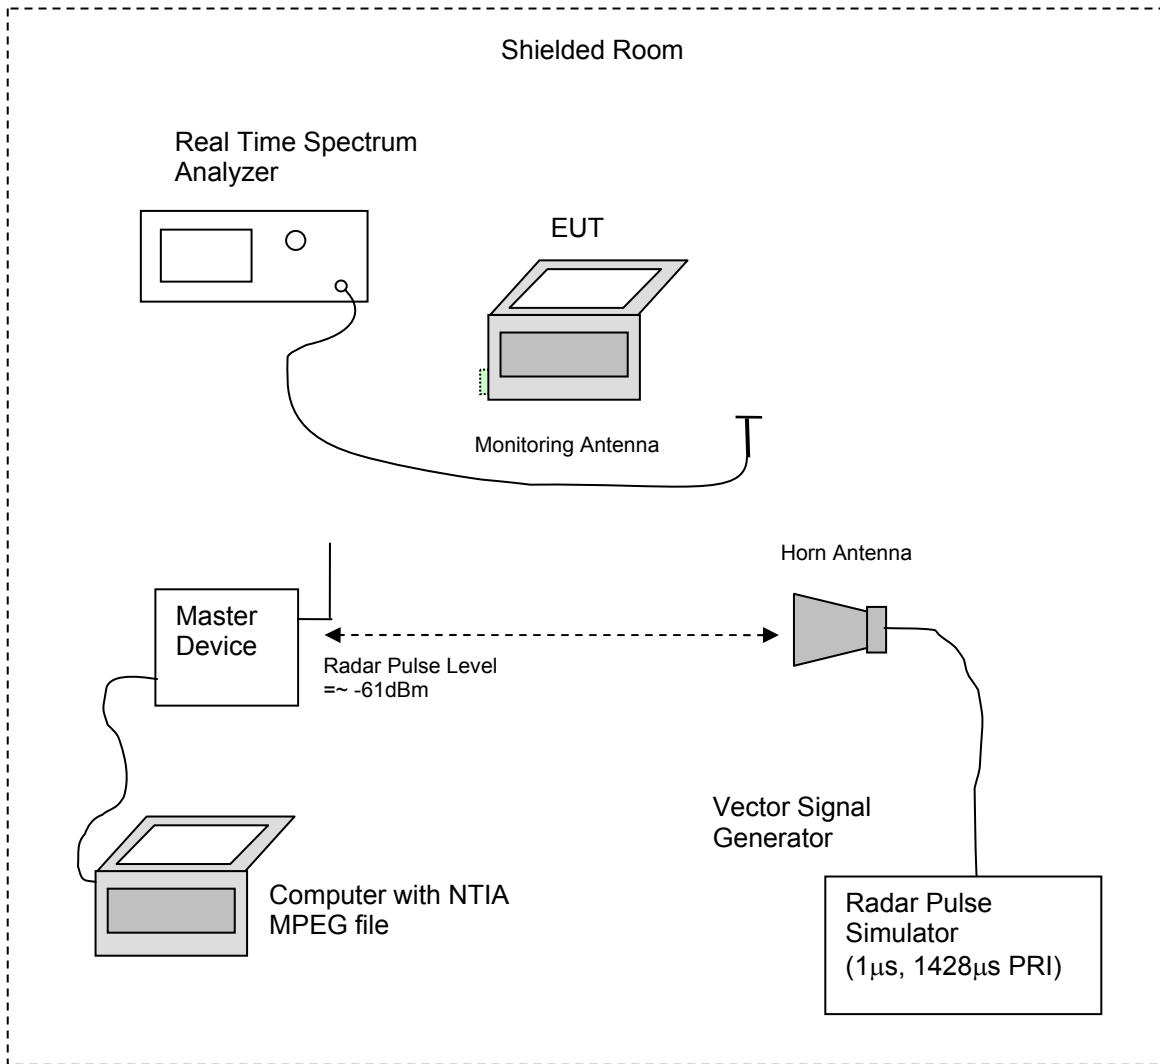 Shielded Room
Real Time Spectrum
Analyzer
EUT
Monitoring Antenna
Horn Antenna
Master
Device
Radar Pulse Level
=~ -61dBm
Vector Signal
Generator
Computer with NTIA
MPEG file
Radar Pulse
Simulator
(1μs, 1428μs PRI)